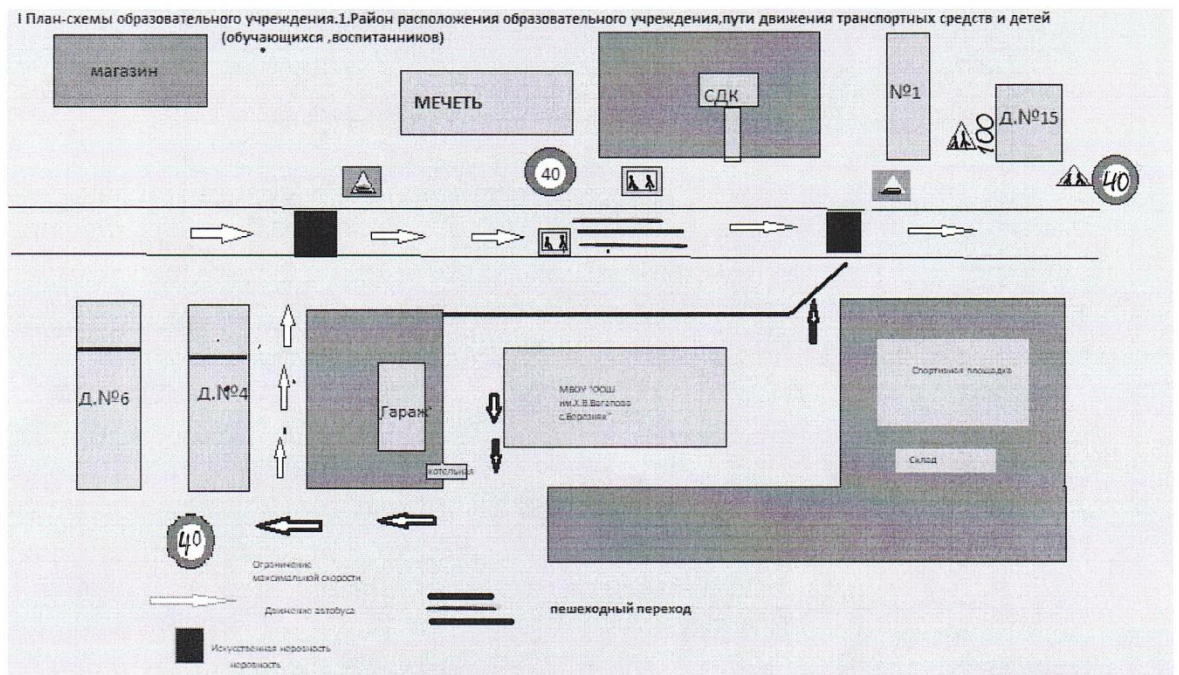 I План-схемы образовательного учреждения.1.Район расположения образовательного учреждения,пути движения транспортных средств и детей
(обучающихся ,воспитанников)
магазин
МЕЧЕТЬ
СДК
№1
Д.№15
100
40
40
Д.№6
Д.№4
Гараж
котельная
МБОУ "ООШ
им.Х.В.Вагапова
с.Березняк"
Спортивная площадка
Склад
40
Ограничение
максимальной скорости
Движение автобуса
пешеходный переход
Искусственная неровность
неровность